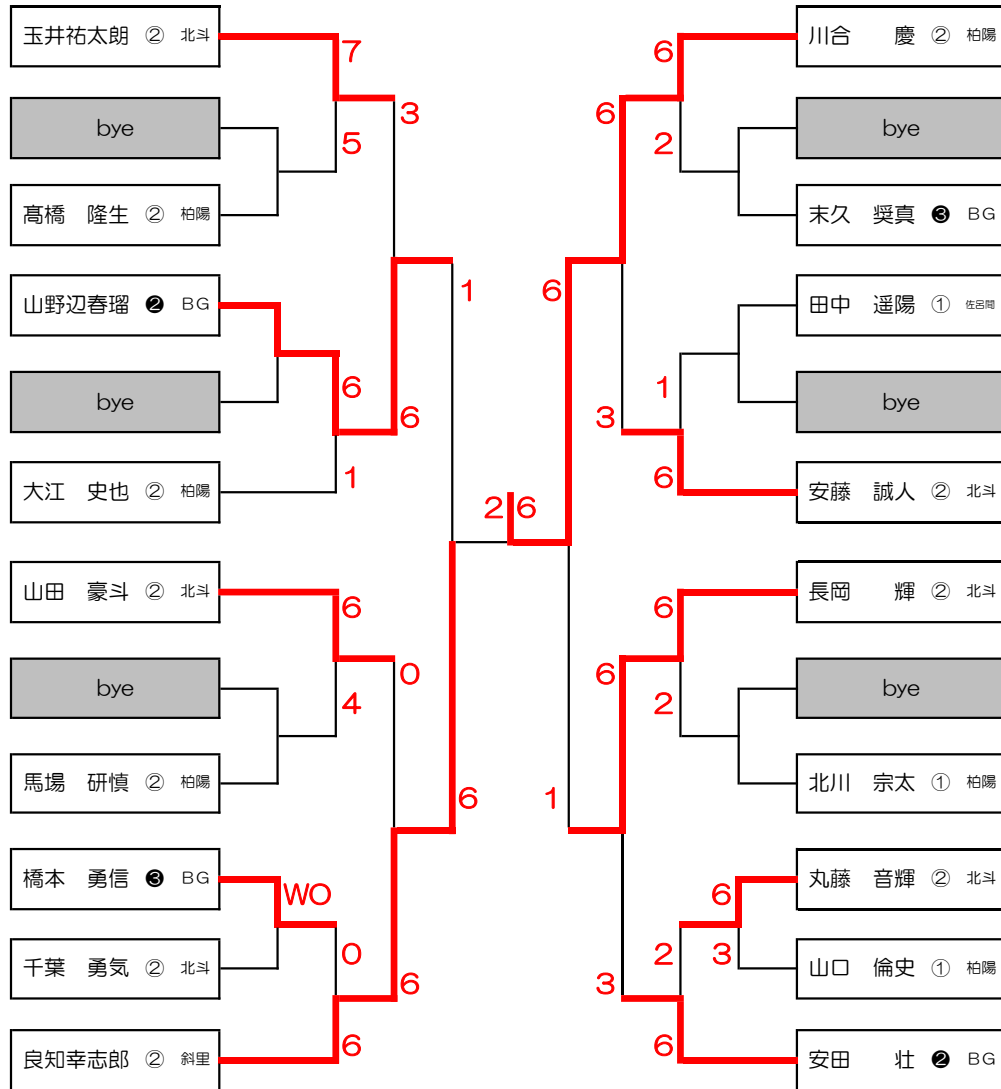 玉井祐太朗 ② 北斗
bye
髙橋 隆生 ② 柏陽
山野辺春瑠 ❷ BG
bye
大江 史也 ② 柏陽
山田 豪斗 ② 北斗
bye
馬場 研慎 ② 柏陽
橋本 勇信 ❸ BG
千葉 勇気 ② 北斗
良知幸志郎 ② 斜里
7
5
3
6
1
6
1
6
4
0
WO
0
6
6
6
2 6
6
6
2
6
1
3
6
6
6
2
1
6
2
3
3
6
川合 慶 ② 柏陽
bye
末久 奨真 ❸ BG
田中 遥陽 ① 佐呂間
bye
安藤 誠人 ② 北斗
長岡 輝 ② 北斗
bye
北川 宗太 ① 柏陽
丸藤 音輝 ② 北斗
山口 倫史 ① 柏陽
安田 壮 ❷ BG